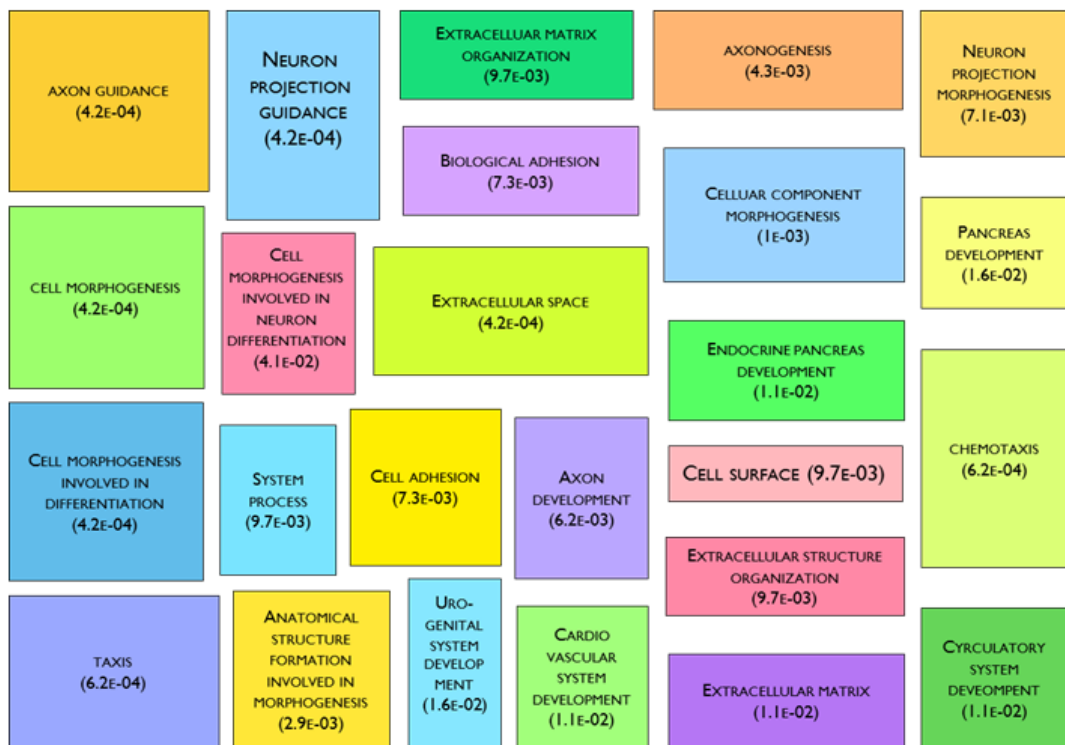 AXON GUIDANCE
(4.2E-04)
NEURON
PROJECTION
GUIDANCE
(4.2E-04)
EXTRACELLUAR MATRIX
ORGANIZATION
(9.7E-03)
AXONOGENESIS
(4.3E-03)
NEURON
PROJECTION
MORPHOGENESIS
(7.1E-03)
BIOLOGICAL ADHESION
(7.3E-03)
CELLUAR COMPONENT
MORPHOGENESIS
(1E-03)
PANCREAS
DEVELOPMENT
(1.6E-02)
CELL MORPHOGENESIS
(4.2E-04)
CELL
MORPHOGENESIS
INVOLVED IN
NEURON
DIFFERENTIATION
(4.1E-02)
EXTRACELLULAR SPACE
(4.2E-04)
ENDOCRINE PANCREAS
DEVELOPMENT
(1.1E-02)
CHEMOTAXIS
(6.2E-04)
CELL MORPHOGENESIS
INVOLVED IN
DIFFERENTIATION
(4.2E-04)
SYSTEM
PROCESS
(9.7E-03)
CELL ADHESION
(7.3E-03)
AXON
DEVELOPMENT
(6.2E-03)
CELL SURFACE (9.7E-03)
EXTRACELLULAR STRUCTURE
ORGANIZATION
(9.7E-03)
TAXIS
(6.2E-04)
ANATOMICAL
STRUCTURE
FORMATION
INVOLVED IN
MORPHOGENESIS
(2.9E-03)
URO-
GENITAL
SYSTEM
DEVELOP
MENT
(1.6E-02)
CARDIO
VASCULAR
SYSTEM
DEVELOPMENT
(1.1E-02)
EXTRACELLULAR MATRIX
(1.1E-02)
CYRCULATORY
SYSTEM
DEVEOMPENT
(1.1E-02)